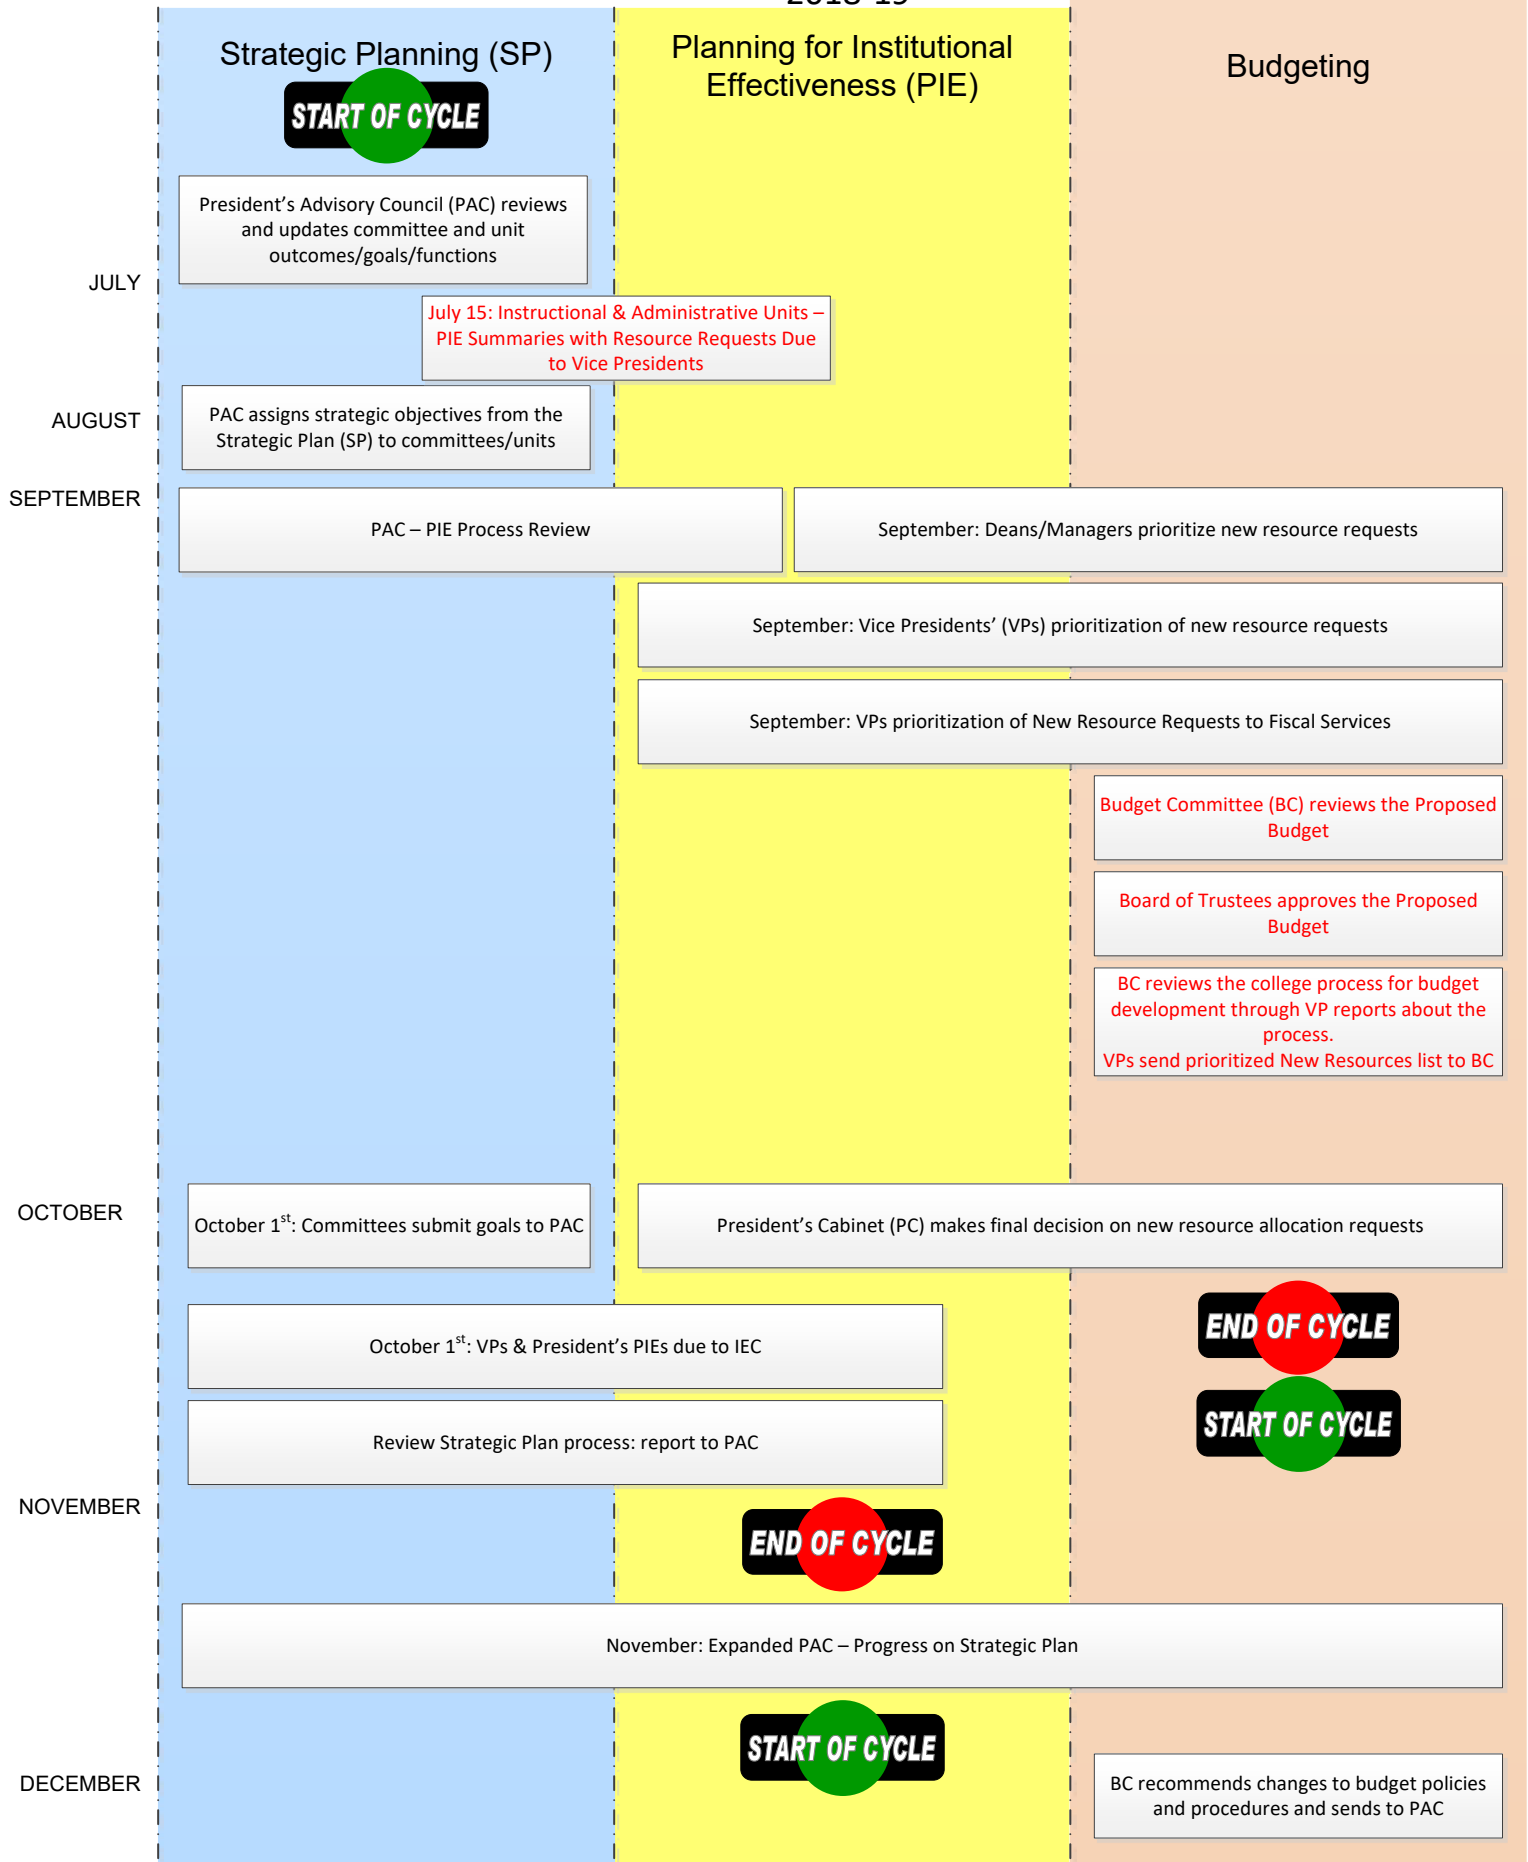 2018-19
Strategic Planning (SP)
Planning for Institutional
Effectiveness (PIE)
Budgeting
START OF CYCLE
President’s Advisory Council (PAC) reviews
and updates committee and unit
outcomes/goals/functions
JULY
July 15: Instructional & Administrative Units –
PIE Summaries with Resource Requests Due
to Vice Presidents
AUGUST
PAC assigns strategic objectives from the
Strategic Plan (SP) to committees/units
SEPTEMBER
PAC – PIE Process Review
September: Deans/Managers prioritize new resource requests
September: Vice Presidents’ (VPs) prioritization of new resource requests
September: VPs prioritization of New Resource Requests to Fiscal Services
Budget Committee (BC) reviews the Proposed
Budget
Board of Trustees approves the Proposed
Budget
BC reviews the college process for budget
development through VP reports about the
process.
VPs send prioritized New Resources list to BC
OCTOBER
October 1st: Committees submit goals to PAC
President’s Cabinet (PC) makes final decision on new resource allocation requests
END OF CYCLE
October 1st: VPs & President’s PIEs due to IEC
START OF CYCLE
Review Strategic Plan process: report to PAC
NOVEMBER
END OF CYCLE
November: Expanded PAC – Progress on Strategic Plan
START OF CYCLE
DECEMBER
BC recommends changes to budget policies
and procedures and sends to PAC